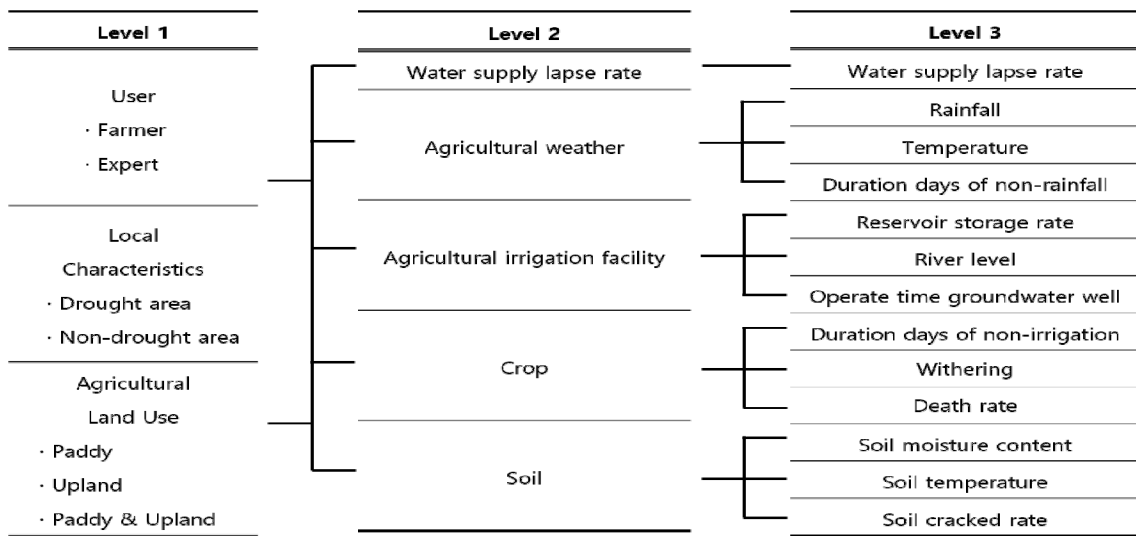 Level 1
User
· Farmer
· Expert
Local
Characteristics
· Drought area
· Non-drought area
Agricultural
Land Use
· Paddy
· Upland
· Paddy & Upland
Level 2
Water supply lapse rate
Agricultural weather
Agricultural irrigation facility
Crop
Soil
Level 3
Water supply lapse rate
Rainfall
Temperature
Duration days of non-rainfall
Reservoir storage rate
River level
Operate time groundwater well
Duration days of non-irrigation
Withering
Death rate
Soil moisture content
Soil temperature
Soil cracked rate